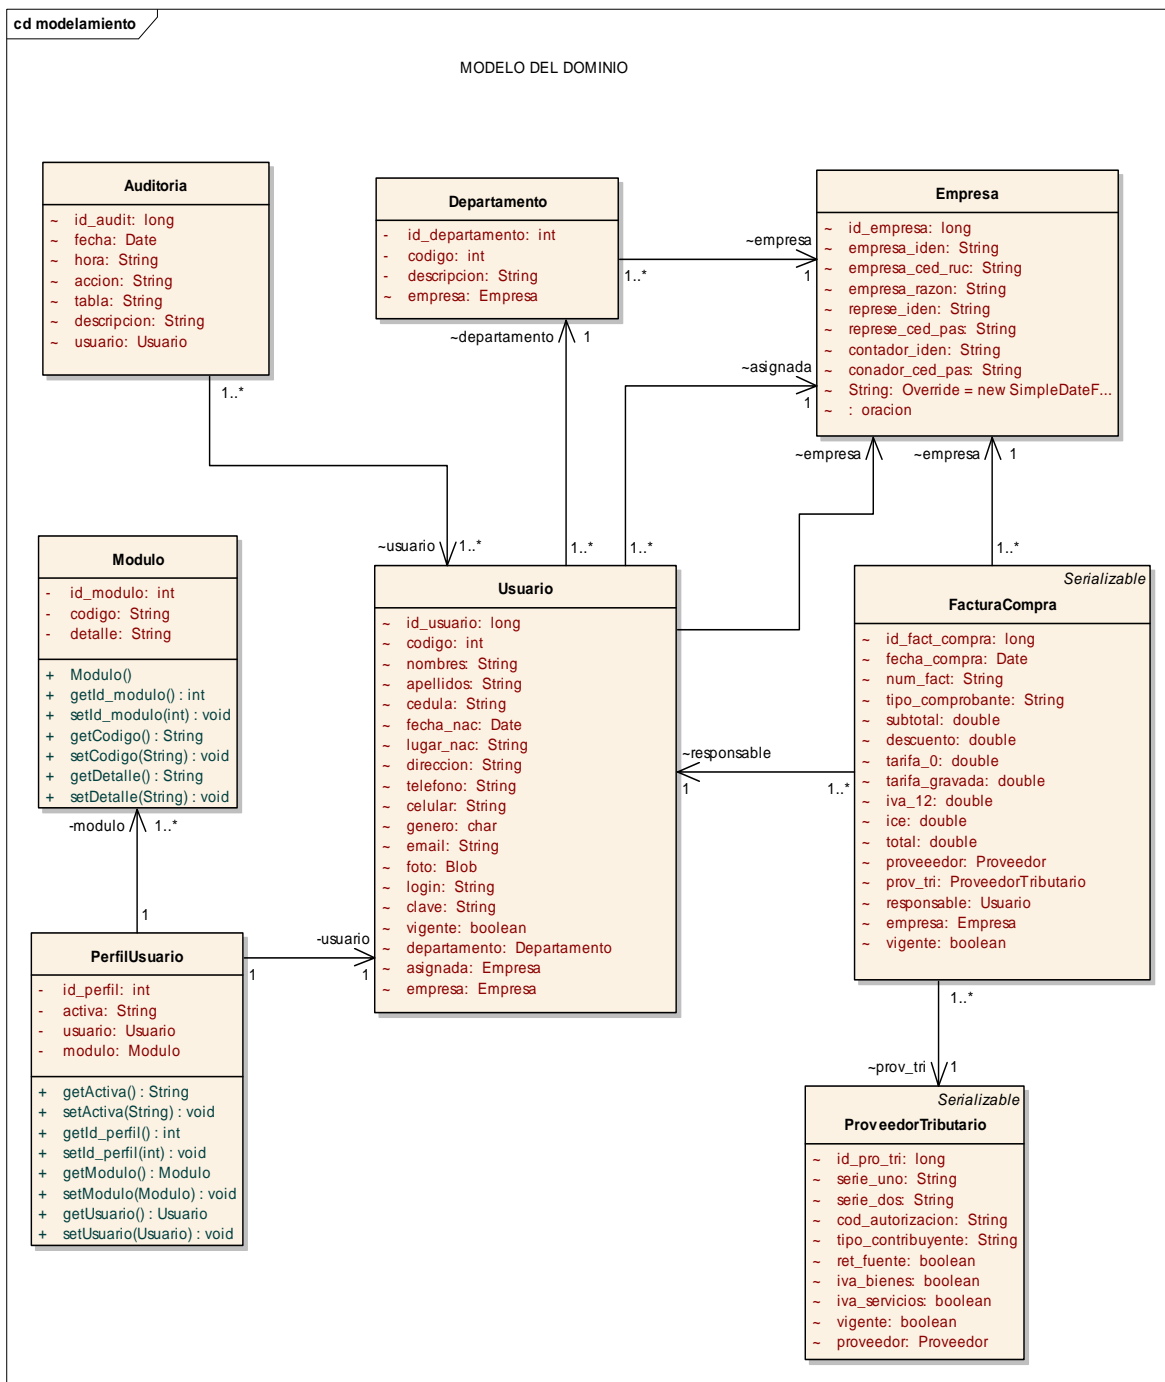 cd modelamiento
MODELO DEL DOMINIO
Auditoria
~ id_audit: long
~ fecha: Date
~ hora: String
~ accion: String
~ tabla: String
~ descripcion: String
~ usuario: Usuario
1..*
Departamento
- id_departamento: int
- codigo: int
- descripcion: String
~ empresa: Empresa
~empresa
1..*
1
~departamento
1
~asignada
1
Empresa
~ id_empresa: long
~ empresa_iden: String
~ empresa_ced_ruc: String
~ empresa_razon: String
~ represe_iden: String
~ represe_ced_pas: String
~ contador_iden: String
~ conador_ced_pas: String
~ String: Override = new SimpleDateF...
~ : oracion
~empresa
~empresa
1
~usuario
1..*
1..*
1..*
1..*
Modulo
- id_modulo: int
- codigo: String
- detalle: String
+ Modulo()
+ getId_modulo() : int
+ setId_modulo(int) : void
+ getCodigo() : String
+ setCodigo(String) : void
+ getDetalle() : String
+ setDetalle(String) : void
-modulo
1..*
1
Usuario
~ id_usuario: long
~ codigo: int
~ nombres: String
~ apellidos: String
~ cedula: String
~ fecha_nac: Date
~ lugar_nac: String
~ direccion: String
~ telefono: String
~ celular: String
~ genero: char
~ email: String
~ foto: Blob
~ login: String
~ clave: String
~ vigente: boolean
~ departamento: Departamento
~ asignada: Empresa
~ empresa: Empresa
~responsable
1
1..*
Serializable
FacturaCompra
~ id_fact_compra: long
~ fecha_compra: Date
~ num_fact: String
~ tipo_comprobante: String
~ subtotal: double
~ descuento: double
~ tarifa_0: double
~ tarifa_gravada: double
~ iva_12: double
~ ice: double
~ total: double
~ proveeedor: Proveedor
~ prov_tri: ProveedorTributario
~ responsable: Usuario
~ empresa: Empresa
~ vigente: boolean
1..*
~prov_tri
1
PerfilUsuario
- id_perfil: int
- activa: String
- usuario: Usuario
- modulo: Modulo
+ getActiva() : String
+ setActiva(String) : void
+ getId_perfil() : int
+ setId_perfil(int) : void
+ getModulo() : Modulo
+ setModulo(Modulo) : void
+ getUsuario() : Usuario
+ setUsuario(Usuario) : void
-usuario
1
1
Serializable
ProveedorTributario
~ id_pro_tri: long
~ serie_uno: String
~ serie_dos: String
~ cod_autorizacion: String
~ tipo_contribuyente: String
~ ret_fuente: boolean
~ iva_bienes: boolean
~ iva_servicios: boolean
~ vigente: boolean
~ proveedor: Proveedor